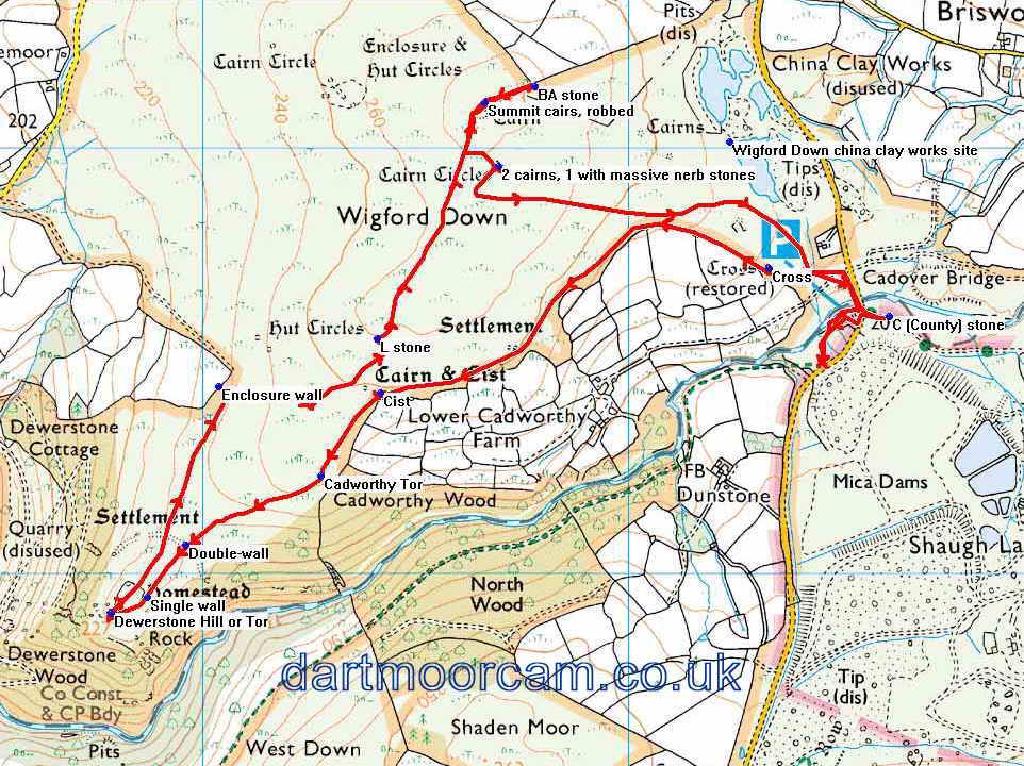 Pits
(dis)
Briswo
emoor
Cairn Circle
Enclosure &
Hut Circles
China Clay Works
(disused)
220
240
260
202
BA stone
Summit cairs, robbed
Cairn
Cairns
Wigford Down china clay works site
Cairn Circles
2 cairns, 1 with massive nerb stones
Tips
(dis)
Wigford Down
P
Cross
(restored)
Cross
Cadover Bridge
Hut Circles
Settlement
L stone
C (County) stone
Cairn & Cist
Cist
Enclosure wall
Lower Cadworthy
Farm
Dewerstone
Cottage
Cadworthy Tor
Cadworthy Wood
FB
Dunstone
Mica Dams
Settlement
Quarry
(disused)
Double-wall
Shaugh La
Homestead
Single wall
Dewerstone Hill or Tor
Rock
North
Wood
Dewerstone
Wood
dartmoorcam.co.uk
Co Const
& CP Bdy
Tip
(dis)
Shaden Moor
West Down
Pits